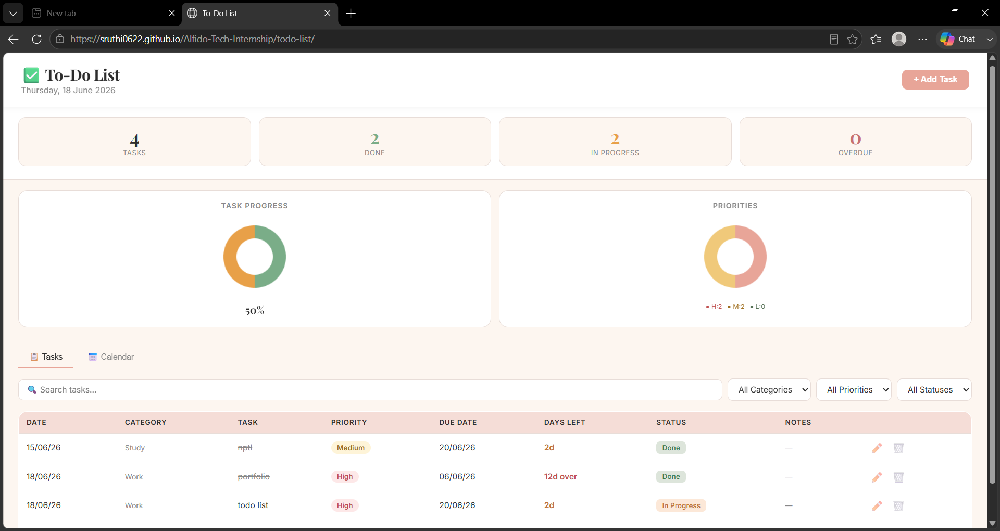 New tab
To-Do List
https://sruthi0622.github.io/Alfido-Tech-Internship/todo-list/
Chat
To-Do List
Thursday, 18 June 2026
+ Add Task
4
TASKS
2
DONE
2
IN PROGRESS
0
OVERDUE
TASK PROGRESS
50%
PRIORITIES
● H:2 ● M:2 ● L:0
Tasks
Calendar
Search tasks...
All Categories
All Priorities
All Statuses
DATE CATEGORY TASK PRIORITY DUE DATE DAYS LEFT STATUS NOTES
15/06/26 Study nptl Medium 20/06/26 2d Done —
18/06/26 Work portfolio High 06/06/26 12d over Done —
18/06/26 Work todo list High 20/06/26 2d In Progress —